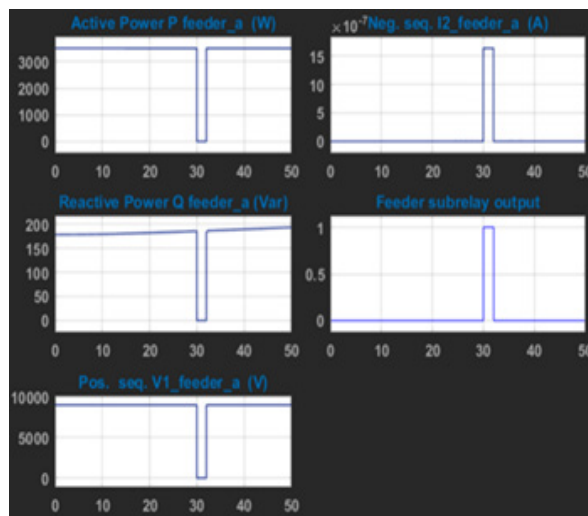 Active Power P feeder_a (W)
3000
2000
1000
0
0 10 20 30 40 50
×10⁻⁷ Neg. seq. I2_feeder_a (A)
15
10
5
0
0 20 40 50
Reactive Power Q feeder_a (Var)
200
150
100
50
0
0 10 20 30 40 50
Feeder subrelay output
1
0.5
0
0 10 20 30 40 50
Pos. seq. V1_feeder_a (V)
10000
5000
0
0 10 20 30 40 50